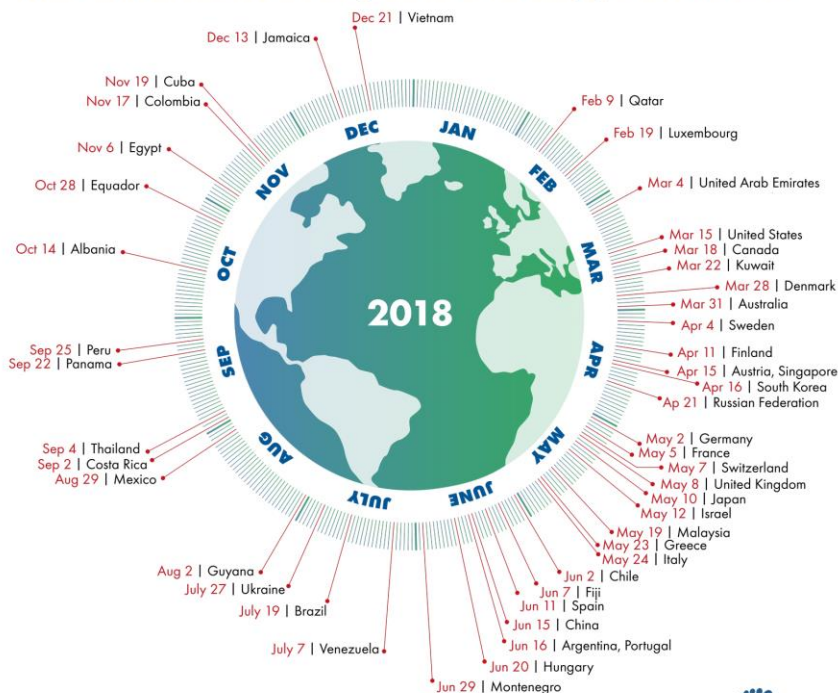 Dec 21 | Vietnam
Dec 13 | Jamaica
Nov 19 | Cuba
Nov 17 | Colombia
Nov 6 | Egypt
Oct 28 | Equador
Oct 14 | Albania
Sep 25 | Peru
Sep 22 | Panama
Sep 4 | Thailand
Sep 2 | Costa Rica
Aug 29 | Mexico
Aug 2 | Guyana
July 27 | Ukraine
July 19 | Brazil
July 7 | Venezuela
Feb 9 | Qatar
Feb 19 | Luxembourg
Mar 4 | United Arab Emirates
Mar 15 | United States
Mar 18 | Canada
Mar 22 | Kuwait
Mar 28 | Denmark
Mar 31 | Australia
Apr 4 | Sweden
Apr 11 | Finland
Apr 15 | Austria, Singapore
Apr 16 | South Korea
Ap 21 | Russian Federation
May 2 | Germany
May 5 | France
May 7 | Switzerland
May 8 | United Kingdom
May 10 | Japan
May 12 | Israel
May 19 | Malaysia
May 23 | Greece
May 24 | Italy
Jun 2 | Chile
Jun 7 | Fiji
Jun 11 | Spain
Jun 15 | China
Jun 16 | Argentina, Portugal
Jun 20 | Hungary
Jun 29 | Montenegro
JAN
FEB
MAR
APR
MAY
JUNE
JULY
AUG
SEP
OCT
NOV
DEC
2018